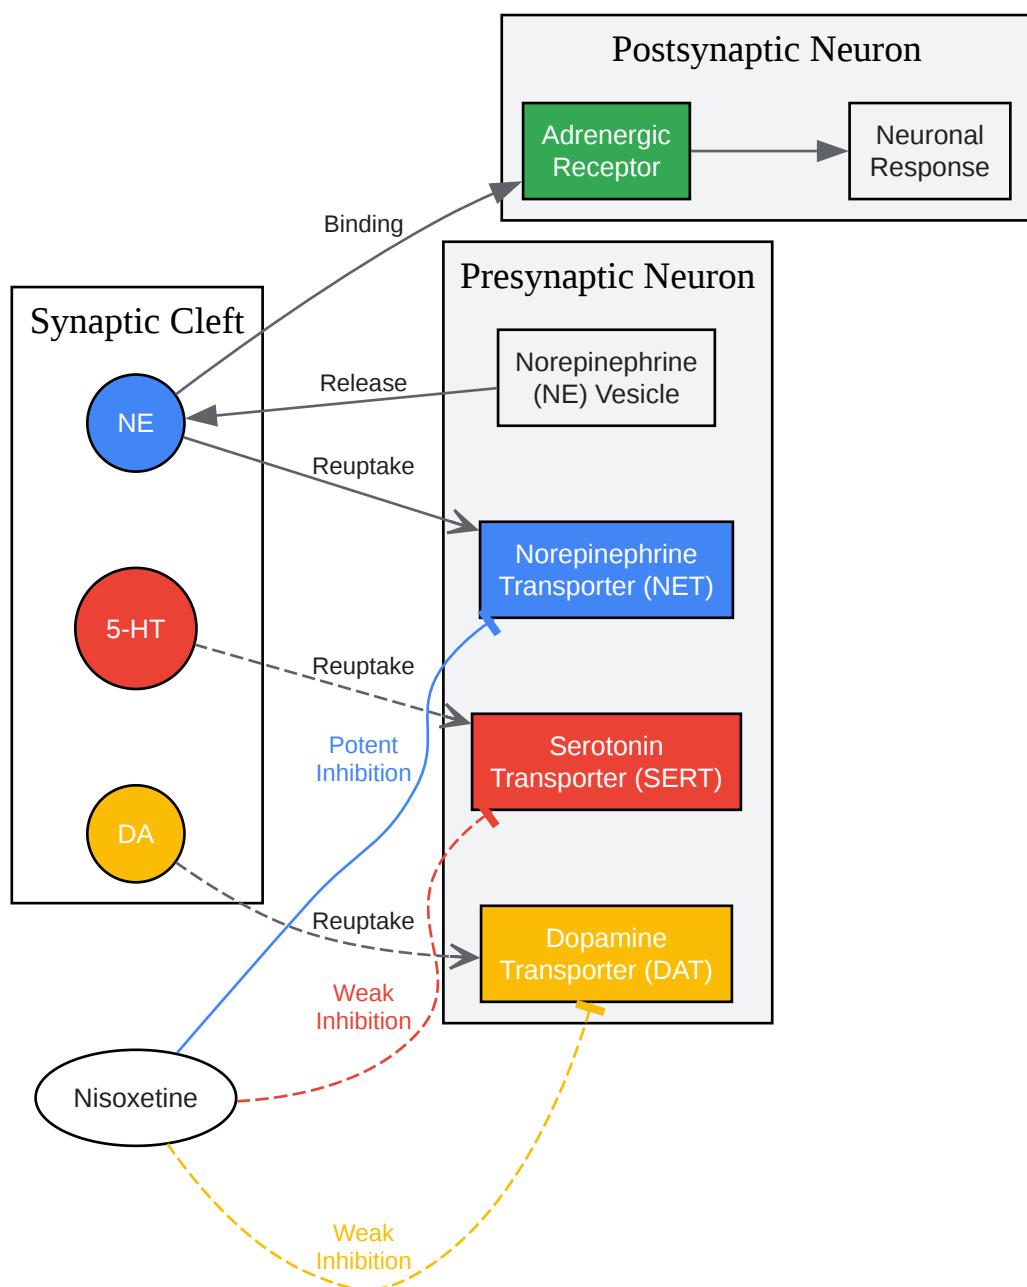 Postsynaptic Neuron
Adrenergic
Receptor
Neuronal
Response
Binding
Presynaptic Neuron
Synaptic Cleft
Norepinephrine
(NE) Vesicle
Release
NE
Reuptake
Norepinephrine
Transporter (NET)
5-HT
Reuptake
Potent
Inhibition
Serotonin
Transporter (SERT)
DA
Reuptake
Dopamine
Transporter (DAT)
Weak
Inhibition
Nisoxetine
Weak
Inhibition